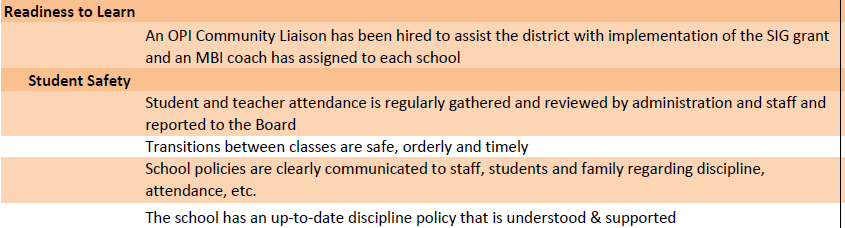 Readiness to Learn
An OPI Community Liaison has been hired to assist the district with implementation of the SIG grant
and an MBI coach has assigned to each school
Student Safety
Student and teacher attendance is regularly gathered and reviewed by administration and staff and
reported to the Board
Transitions between classes are safe, orderly and timely
School policies are clearly communicated to staff, students and family regarding discipline,
attendance, etc.
The school has an up-to-date discipline policy that is understood & supported